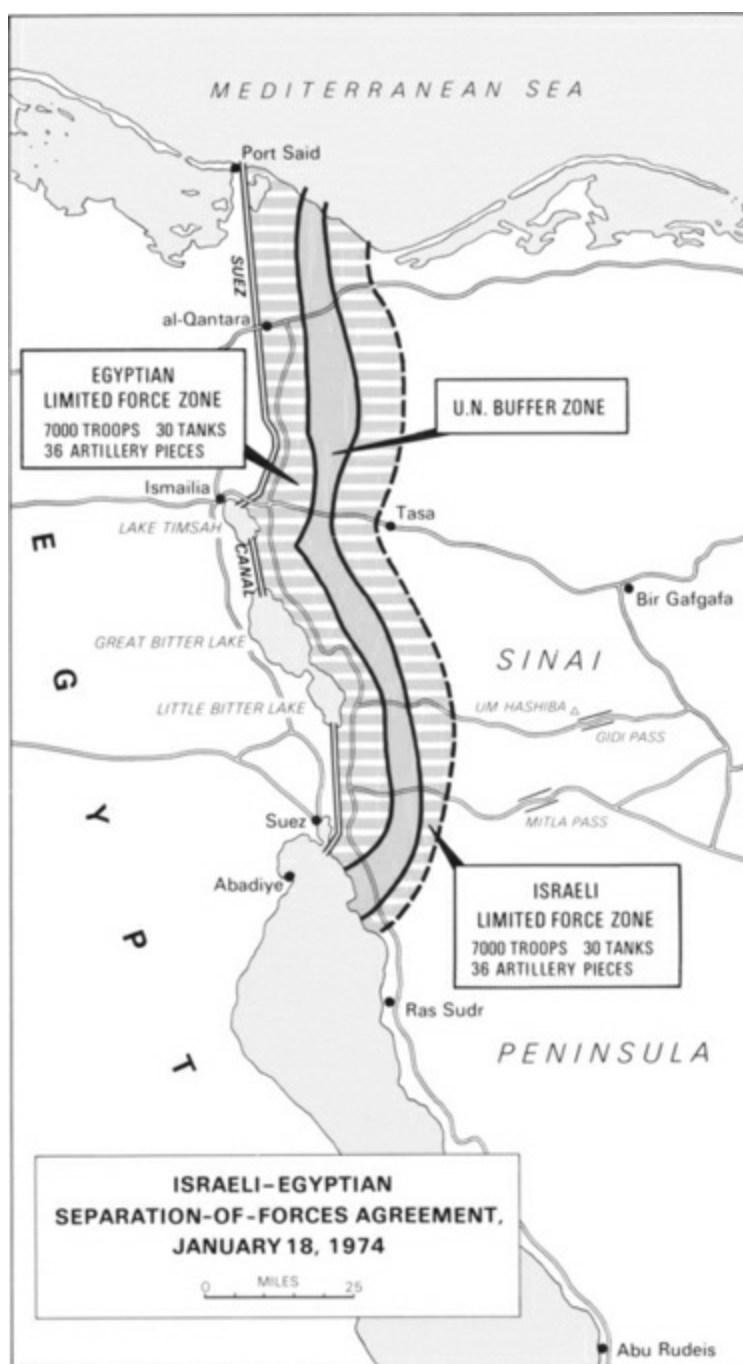 MEDITERRANEAN SEA
Port Said
SUEZ
al-Qantara
EGYPTIAN
LIMITED FORCE ZONE
7000 TROOPS 30 TANKS
36 ARTILLERY PIECES
U.N. BUFFER ZONE
Ismailia
Tasa
LAKE TIMSAH
CANAL
Bir Gafgafa
GREAT BITTER LAKE
SINAI
LITTLE BITTER LAKE
UM HASHIBA
GIDI PASS
EGYPT
Suez
MITLA PASS
Abadiye
ISRAELI
LIMITED FORCE ZONE
7000 TROOPS 30 TANKS
36 ARTILLERY PIECES
Ras Sudr
PENINSULA
ISRAELI-EGYPTIAN
SEPARATION-OF-FORCES AGREEMENT,
JANUARY 18, 1974
MILES
0 25
Abu Rudeis